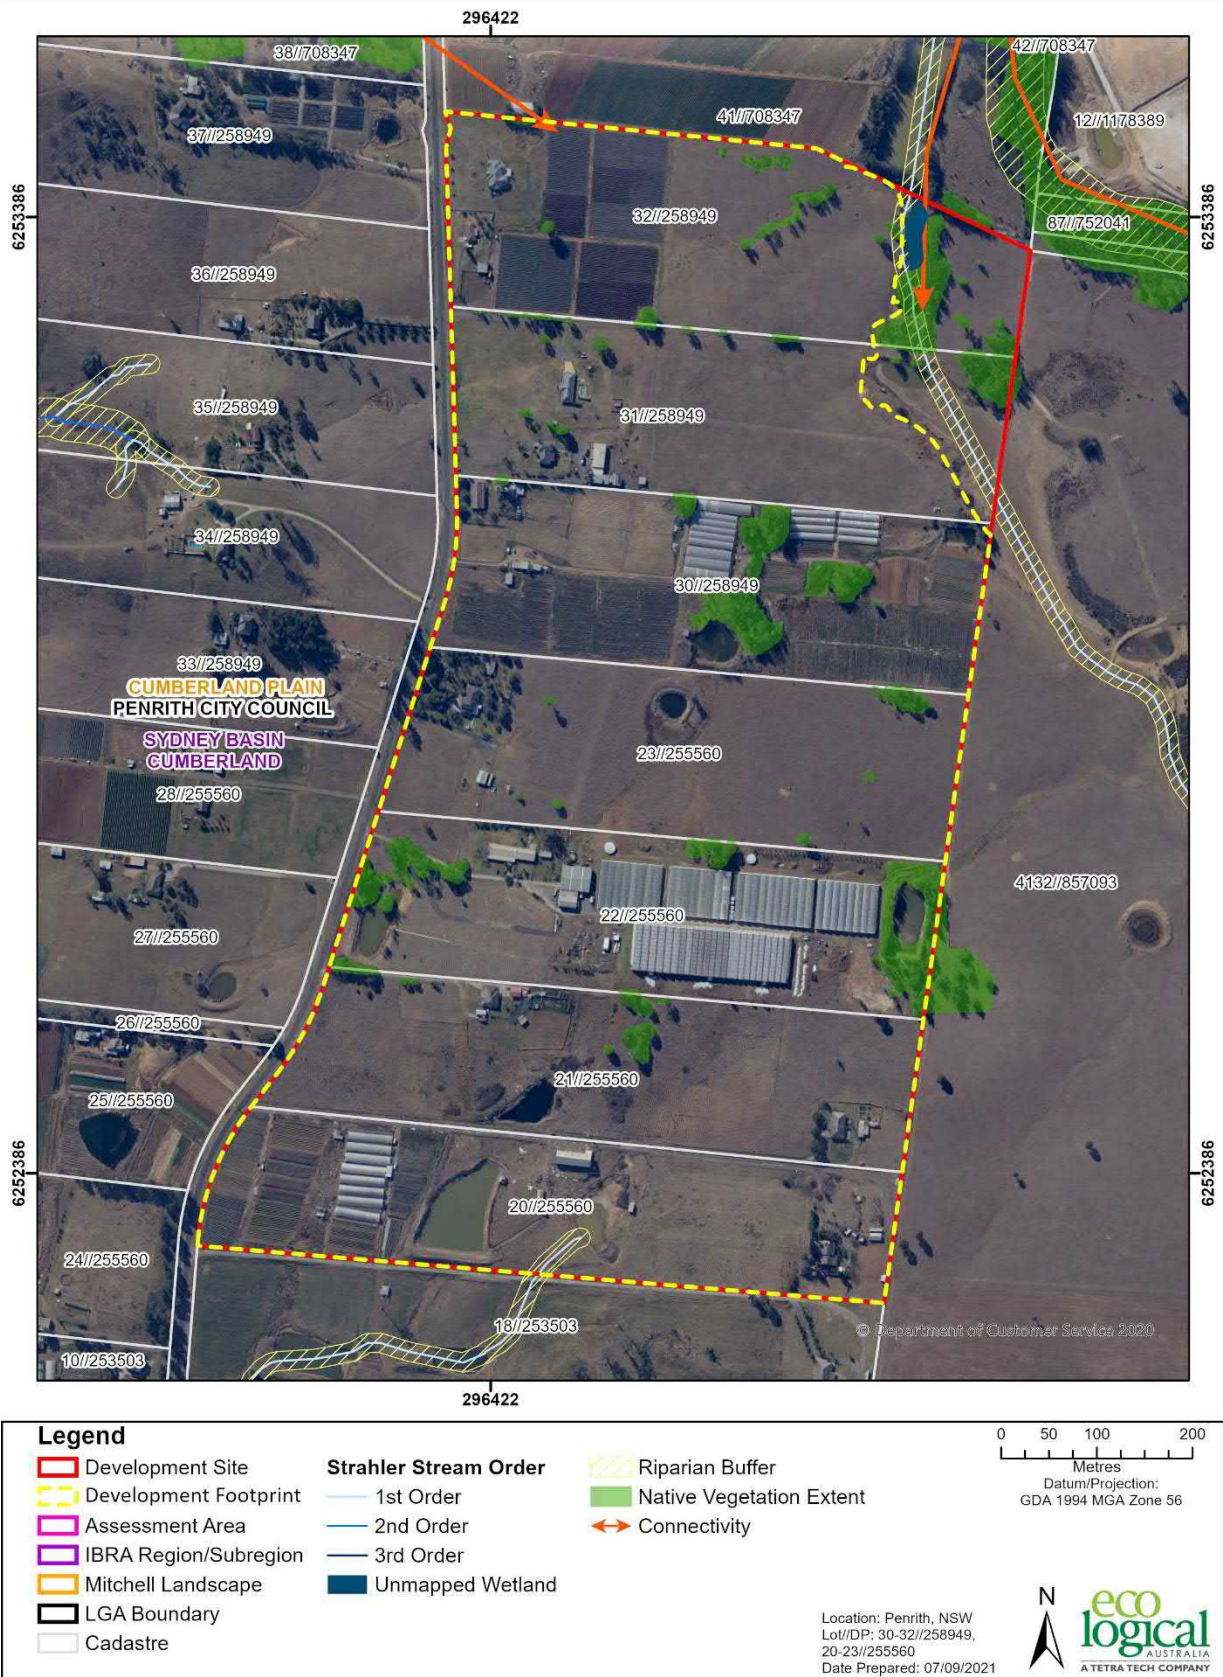 296422
38//708347
42//708347
41//708347
12//1178389
37//258949
32//258949
87//752041
6253386
6253386
36//258949
35//258949
31//258949
34//258949
30//258949
33//258949
CUMBERLAND PLAIN
PENRITH CITY COUNCIL
SYDNEY BASIN
CUMBERLAND
23//255560
28//255560
4132//857093
22//255560
27//255560
26//255560
21//255560
25//255560
6252386
6252386
20//255560
24//255560
18//253503
© Department of Customer Service 2020
10//253503
296422
Legend
Development Site
Development Footprint
Assessment Area
IBRA Region/Subregion
Mitchell Landscape
LGA Boundary
Cadastre
Strahler Stream Order
1st Order
2nd Order
3rd Order
Unmapped Wetland
Riparian Buffer
Native Vegetation Extent
Connectivity
0 50 100 200
Metres
Datum/Projection:
GDA 1994 MGA Zone 56
Location: Penrith, NSW
Lot//DP: 30-32//258949,
20-23//255560
Date Prepared: 07/09/2021
N
eco
logical
AUSTRALIA
A TETRA TECH COMPANY